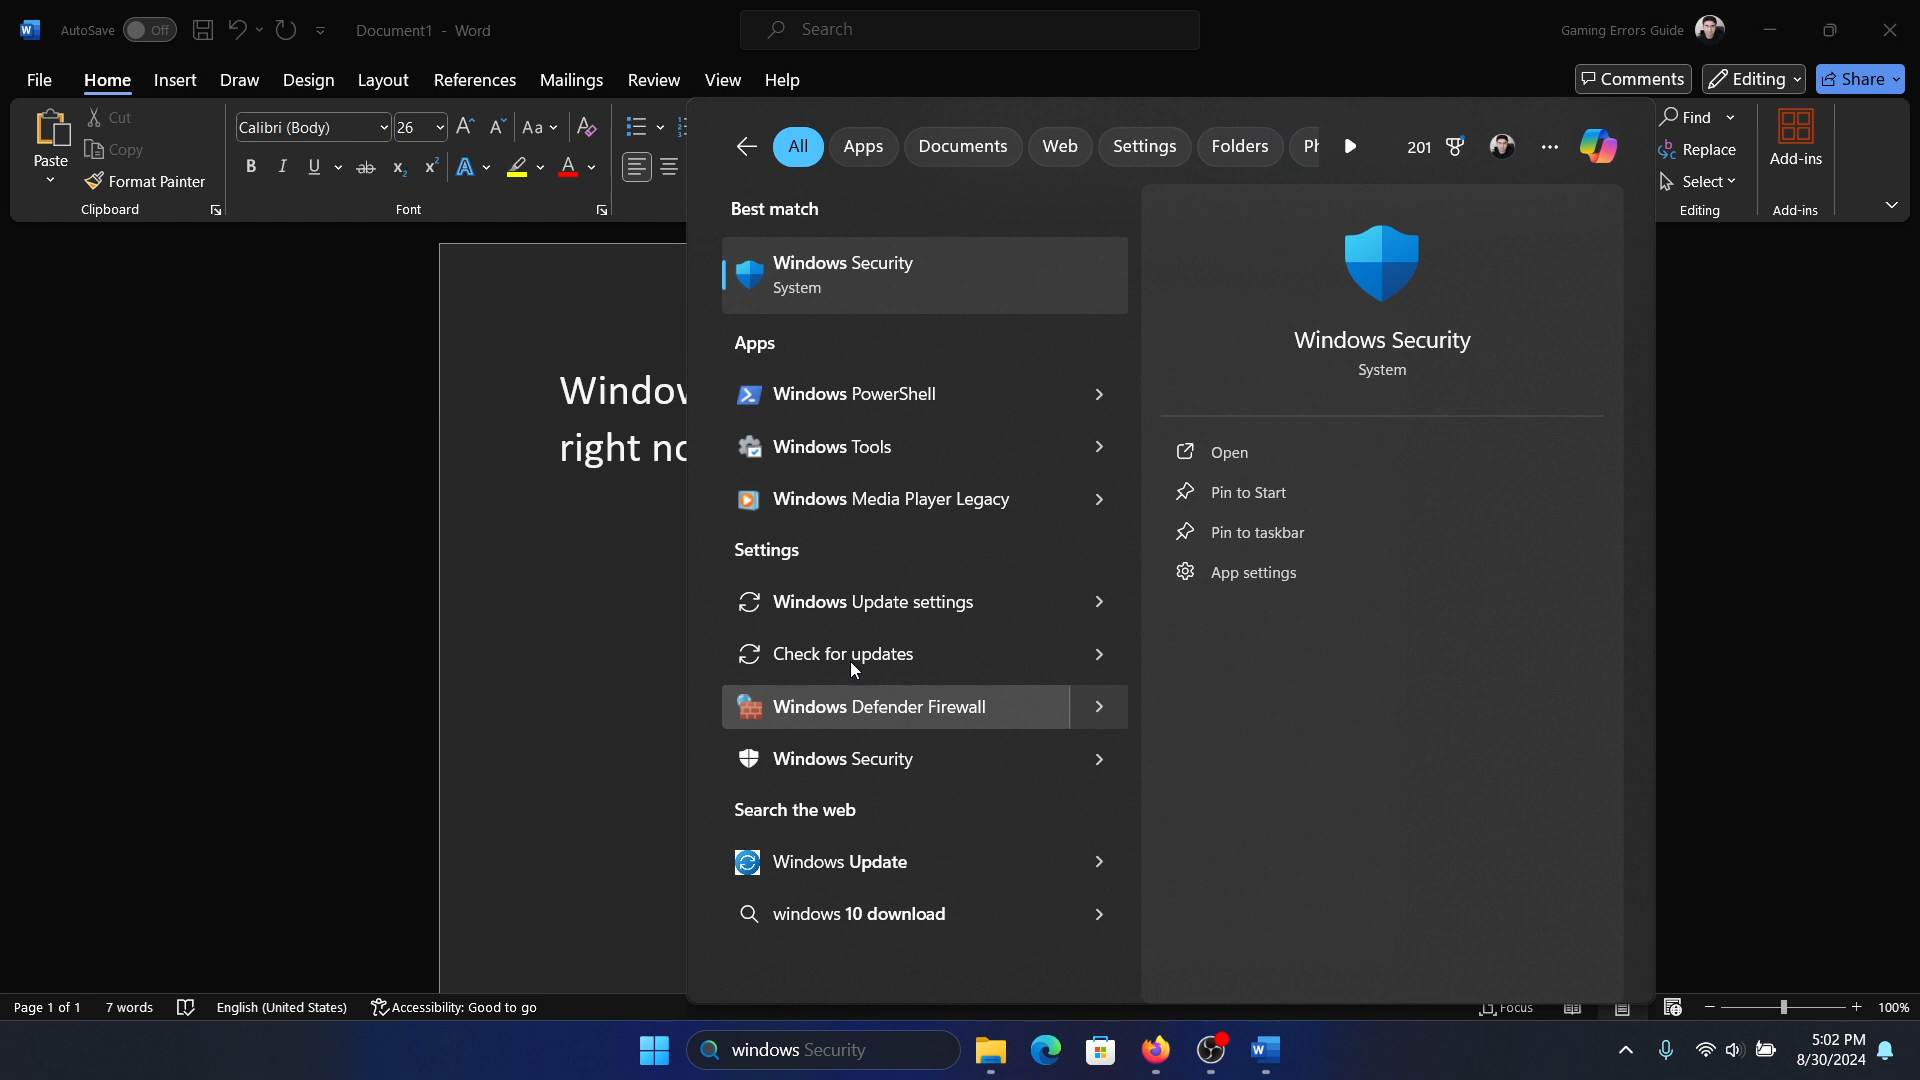 AutoSave Off Document1 - Word Search Gaming Errors Guide
File Home Insert Draw Design Layout References Mailings Review View Help Comments Editing Share
Paste Cut Copy Format Painter
Clipboard
Calibri (Body) 26 Aa
B I U ab x₂ x² A A
Font
Find
Replace
Select
Editing
Add-ins
Add-ins
All Apps Documents Web Settings Folders 201
Best match
Windows Security
System
Apps
Windows PowerShell
Windows Tools
Windows Media Player Legacy
Settings
Windows Update settings
Check for updates
Windows Defender Firewall
Windows Security
Search the web
Windows Update
windows 10 download
Windows Security
System
Open
Pin to Start
Pin to taskbar
App settings
right
Page 1 of 1 7 words English (United States) Accessibility: Good to go Focus 100%
windows Security
5:02 PM
8/30/2024